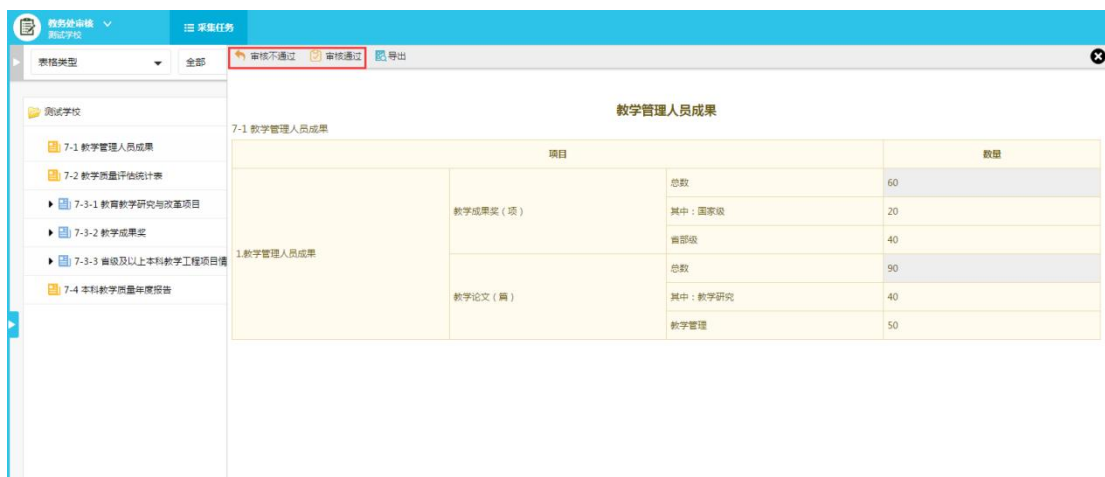 教务处审核
测试学校
采集任务
表格类型 全部
审核不通过 审核通过 导出
测试学校
7-1 教学管理人员成果
7-2 教学质量评估统计表
7-3-1 教育教学研究与改革项目
7-3-2 教学成果奖
7-3-3 省级及以上本科教学工程项目情
7-4 本科教学质量年度报告
教学管理人员成果
7-1 教学管理人员成果
项目 数量
1.教学管理人员成果
教学成果奖（项）
总数 60
其中：国家级 20
省部级 40
教学论文（篇）
总数 90
其中：教学研究 40
教学管理 50